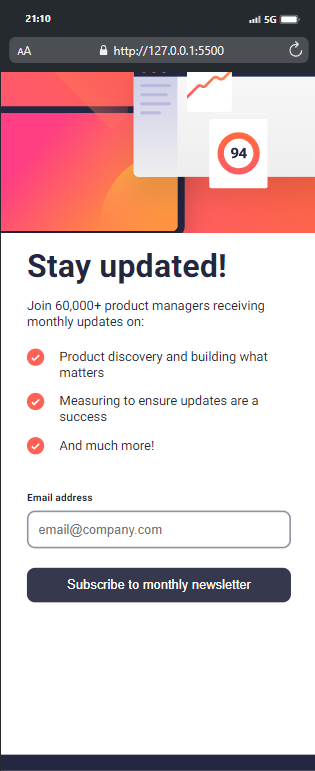 21:10
5G
AA
http://127.0.0.1:5500
94
Stay updated!
Join 60,000+ product managers receiving
monthly updates on:
Product discovery and building what
matters
Measuring to ensure updates are a
success
And much more!
Email address
email@company.com
Subscribe to monthly newsletter